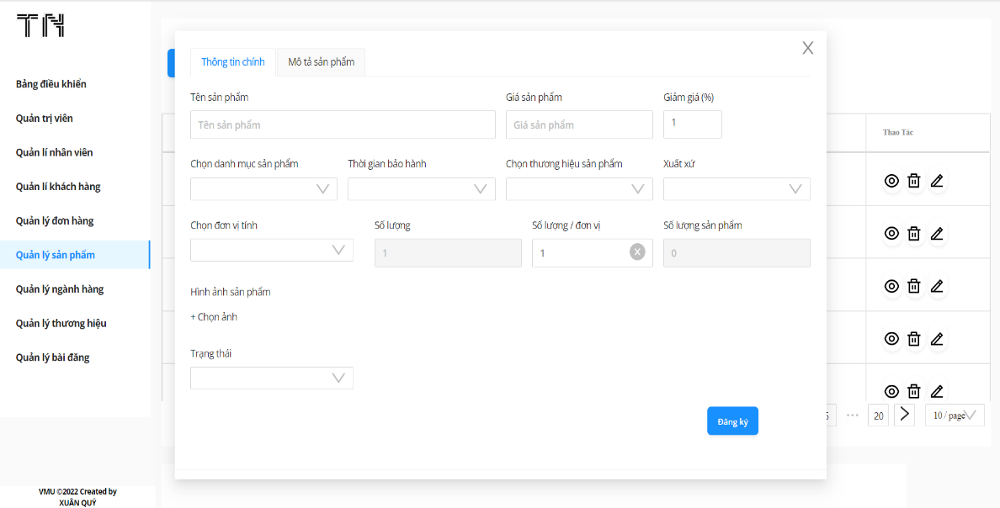 TN
Bảng điều khiển
Quản trị viên
Quản lí nhân viên
Quản lí khách hàng
Quản lý đơn hàng
Quản lý sản phẩm
Quản lý ngành hàng
Quản lý thương hiệu
Quản lý bài đăng
VMU ©2022 Created by
XUÂN QUÝ
Thông tin chính Mô tả sản phẩm X
Tên sản phẩm Giá sản phẩm Giảm giá (%)
Tên sản phẩm Giá sản phẩm 1
Chọn danh mục sản phẩm Thời gian bảo hành Chọn thương hiệu sản phẩm Xuất xứ
Chọn đơn vị tính Số lượng Số lượng / đơn vị Số lượng sản phẩm
1 1 0
Hình ảnh sản phẩm
+ Chọn ảnh
Trạng thái
Đăng ký
Thao Tác
••• 20 10 / page